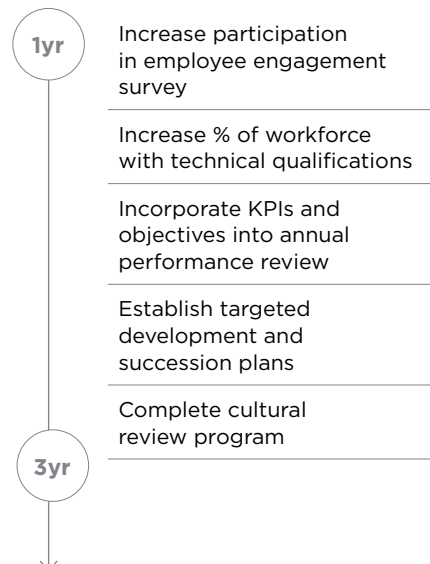 1yr
Increase participation
in employee engagement
survey
Increase % of workforce
with technical qualifications
Incorporate KPIs and
objectives into annual
performance review
Establish targeted
development and
succession plans
Complete cultural
review program
3yr